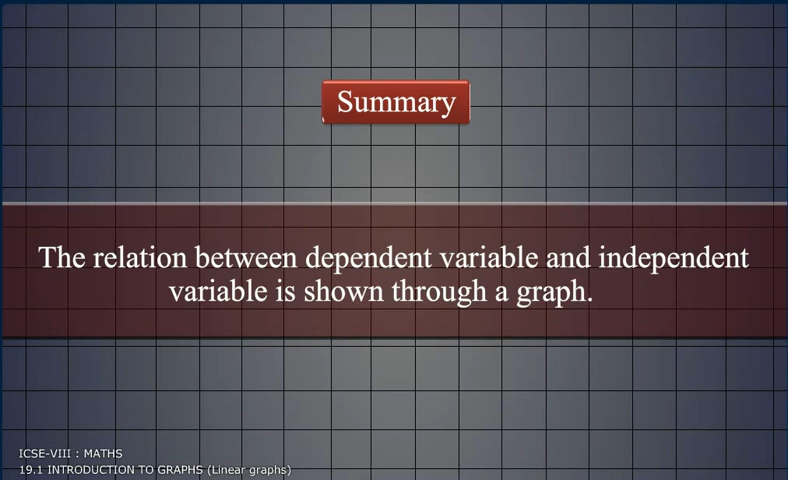 Summary
The relation between dependent variable and independent
variable is shown through a graph.
ICSE-VIII : MATHS
19.1 INTRODUCTION TO GRAPHS (Linear graphs)